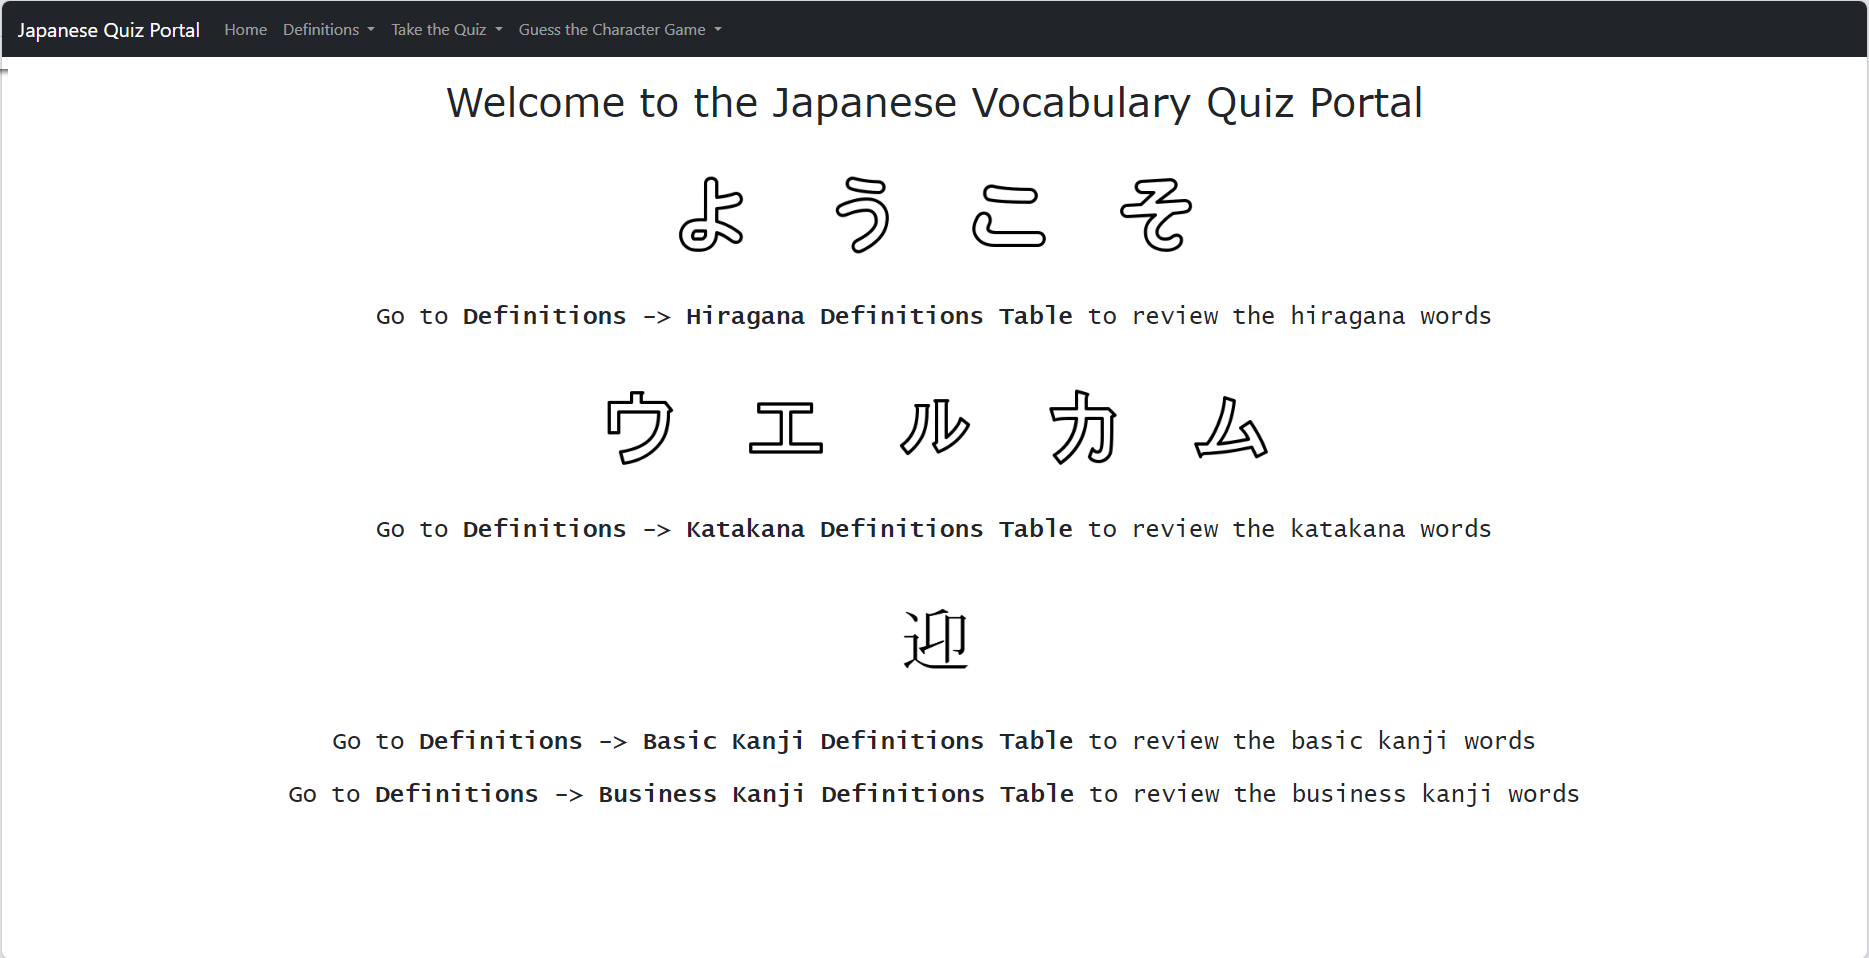 Japanese Quiz Portal Home Definitions Take the Quiz Guess the Character Game
Welcome to the Japanese Vocabulary Quiz Portal
ようこそ
Go to Definitions -> Hiragana Definitions Table to review the hiragana words
ウエルカム
Go to Definitions -> Katakana Definitions Table to review the katakana words
迎
Go to Definitions -> Basic Kanji Definitions Table to review the basic kanji words
Go to Definitions -> Business Kanji Definitions Table to review the business kanji words